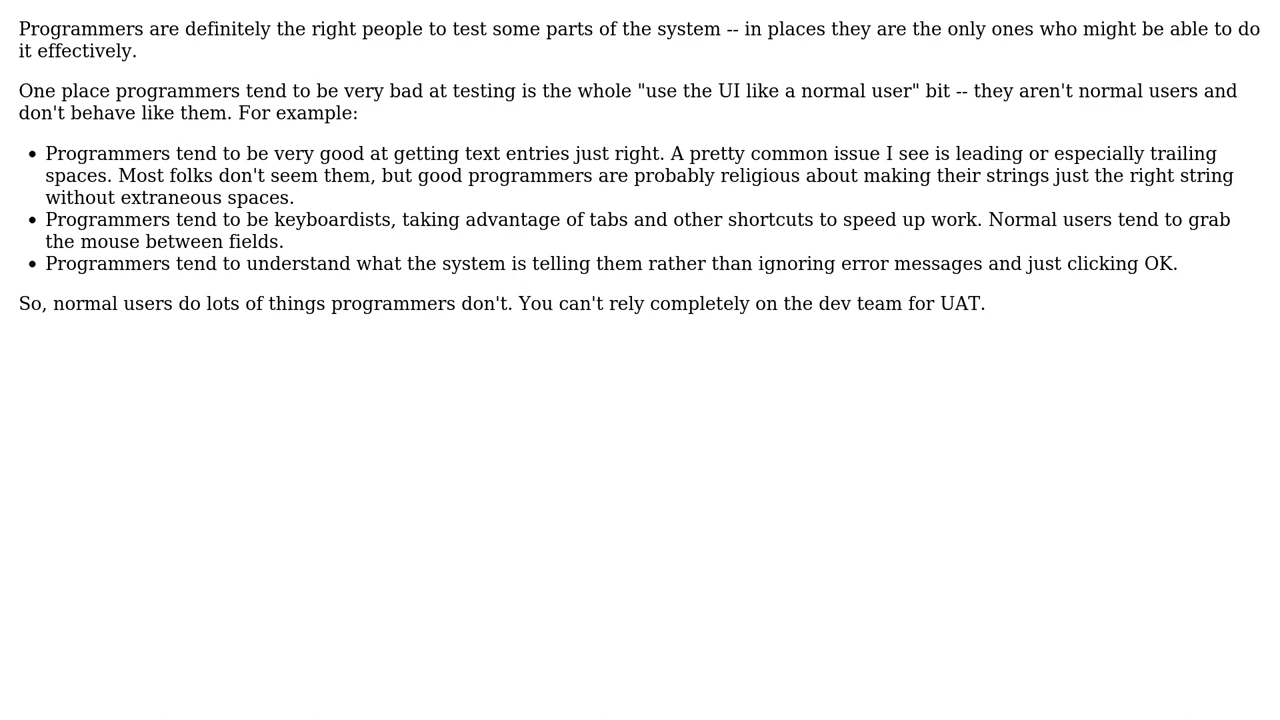 Programmers are definitely the right people to test some parts of the system -- in places they are the only ones who might be able to do
it effectively.
One place programmers tend to be very bad at testing is the whole "use the UI like a normal user" bit -- they aren't normal users and
don't behave like them. For example:
• Programmers tend to be very good at getting text entries just right. A pretty common issue I see is leading or especially trailing
spaces. Most folks don't seem them, but good programmers are probably religious about making their strings just the right string
without extraneous spaces.
• Programmers tend to be keyboardists, taking advantage of tabs and other shortcuts to speed up work. Normal users tend to grab
the mouse between fields.
• Programmers tend to understand what the system is telling them rather than ignoring error messages and just clicking OK.
So, normal users do lots of things programmers don't. You can't rely completely on the dev team for UAT.